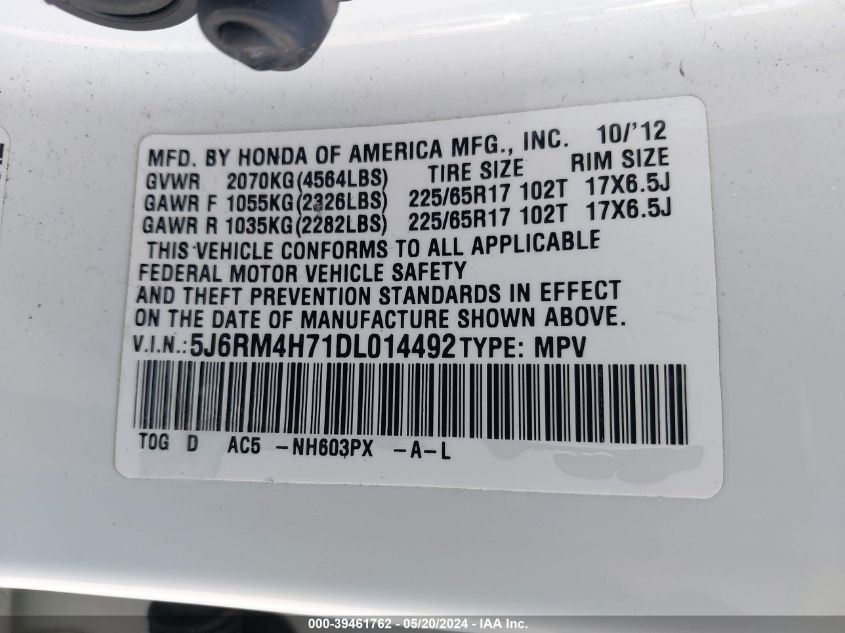 MFD. BY HONDA OF AMERICA MFG., INC. 10/'12
GVWR 2070KG(4564LBS) TIRE SIZE RIM SIZE
GAWR F 1055KG(2326LBS) 225/65R17 102T 17X6.5J
GAWR R 1035KG(2282LBS) 225/65R17 102T 17X6.5J
THIS VEHICLE CONFORMS TO ALL APPLICABLE
FEDERAL MOTOR VEHICLE SAFETY
AND THEFT PREVENTION STANDARDS IN EFFECT
ON THE DATE OF MANUFACTURE SHOWN ABOVE.
V.I.N.:5J6RM4H71DL014492 TYPE: MPV
T0G D AC5 -NH603PX -A-L
000-39461762 - 05/20/2024 - IAA Inc.